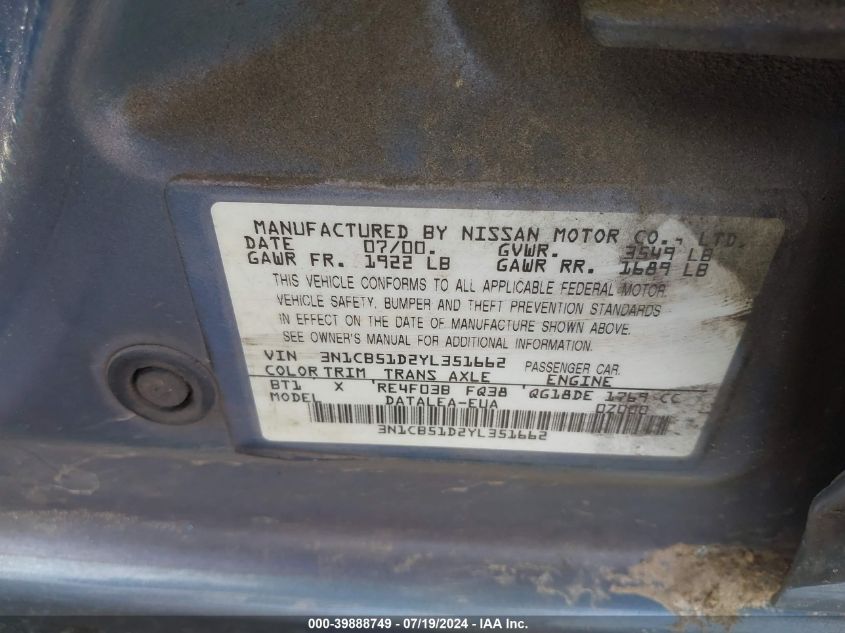 MANUFACTURED BY NISSAN MOTOR CO., LTD.
DATE 07/00. GVWR. 3549 LB
GAWR FR. 1922 LB GAWR RR. 1689 LB
THIS VEHICLE CONFORMS TO ALL APPLICABLE FEDERAL MOTOR
VEHICLE SAFETY, BUMPER AND THEFT PREVENTION STANDARDS
IN EFFECT ON THE DATE OF MANUFACTURE SHOWN ABOVE.
SEE OWNER'S MANUAL FOR ADDITIONAL INFORMATION.
VIN 3N1CB51D2YL351662 PASSENGER CAR
COLOR TRIM TRANS AXLE ENGINE
BT1 X RE4F03B FQ38 QG18DE 1769 CC
MODEL DATALEA-EUA 07000
3N1CB51D2YL351662
000-39888749 - 07/19/2024 - IAA Inc.